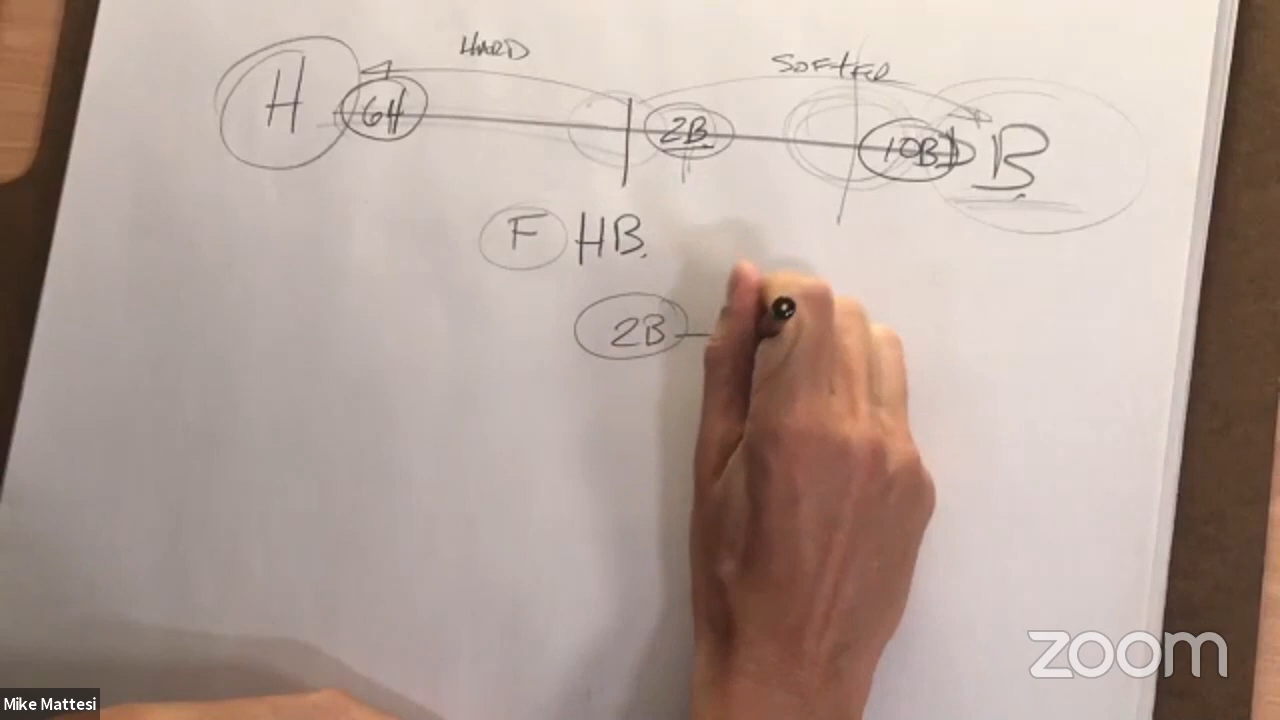 HARD SOFTER
H 6H 2B 10B B
F HB.
2B
zoom
Mike Mattesi